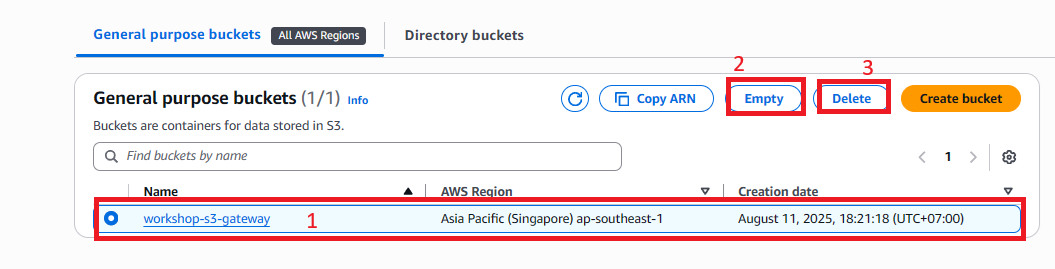 General purpose buckets All AWS Regions Directory buckets
2 3
General purpose buckets (1/1) Info Copy ARN Empty Delete Create bucket
Buckets are containers for data stored in S3.
Find buckets by name 1
Name AWS Region Creation date
workshop-s3-gateway 1 Asia Pacific (Singapore) ap-southeast-1 August 11, 2025, 18:21:18 (UTC+07:00)